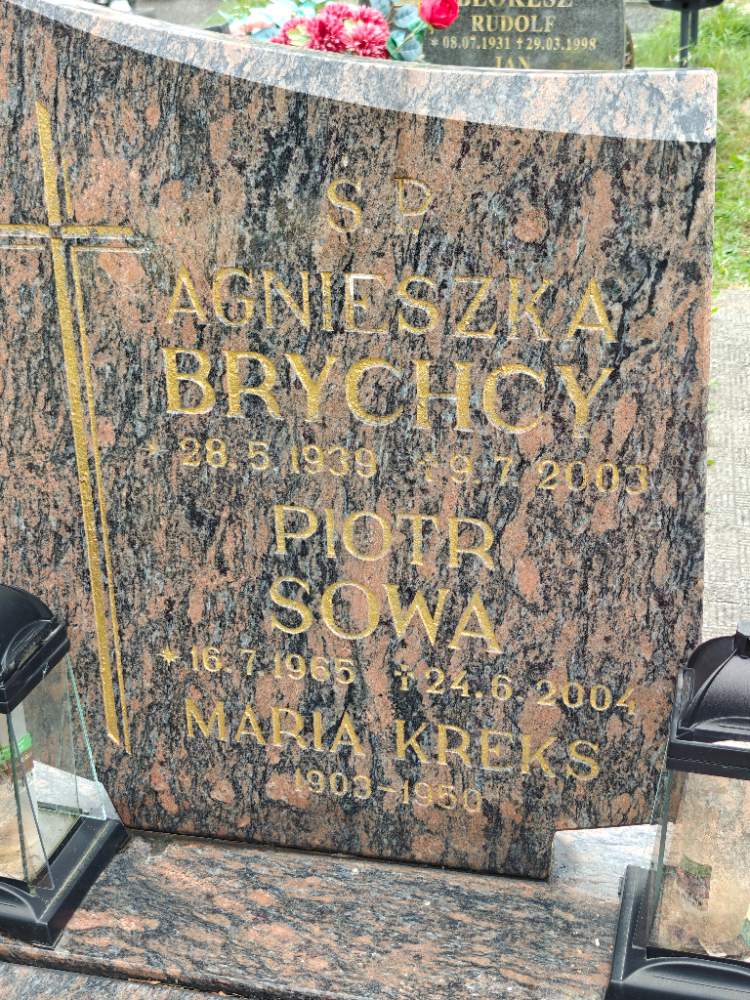 RUDOLF
* 08.07.1931 † 29.03.1998
JAN
S P.
AGNIESZKA
BRYCHCY
* 28.5.1939 † 9.7.2003
PIOTR
SOWA
* 16.7.1965 † 24.6.2004
MARIA KREKS
1903-1950